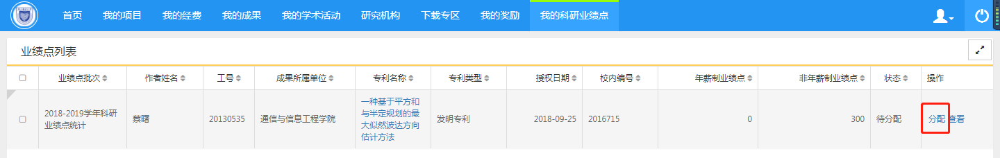 首页 我的项目 我的经费 我的成果 我的学术活动 研究机构 下载专区 我的奖励 我的科研业绩点
业绩点列表
业绩点批次 作者姓名 工号 成果所属单位 专利名称 专利类型 授权日期 校内编号 年薪制业绩点 非年薪制业绩点 状态 操作
2018-2019学年科研
业绩点统计
蔡曙
20130535
通信与信息工程学院
一种基于平方和
与半定规划的最
大似然波达方向
估计方法
发明专利
2018-09-25
2016715
0
300
待分配
分配 查看